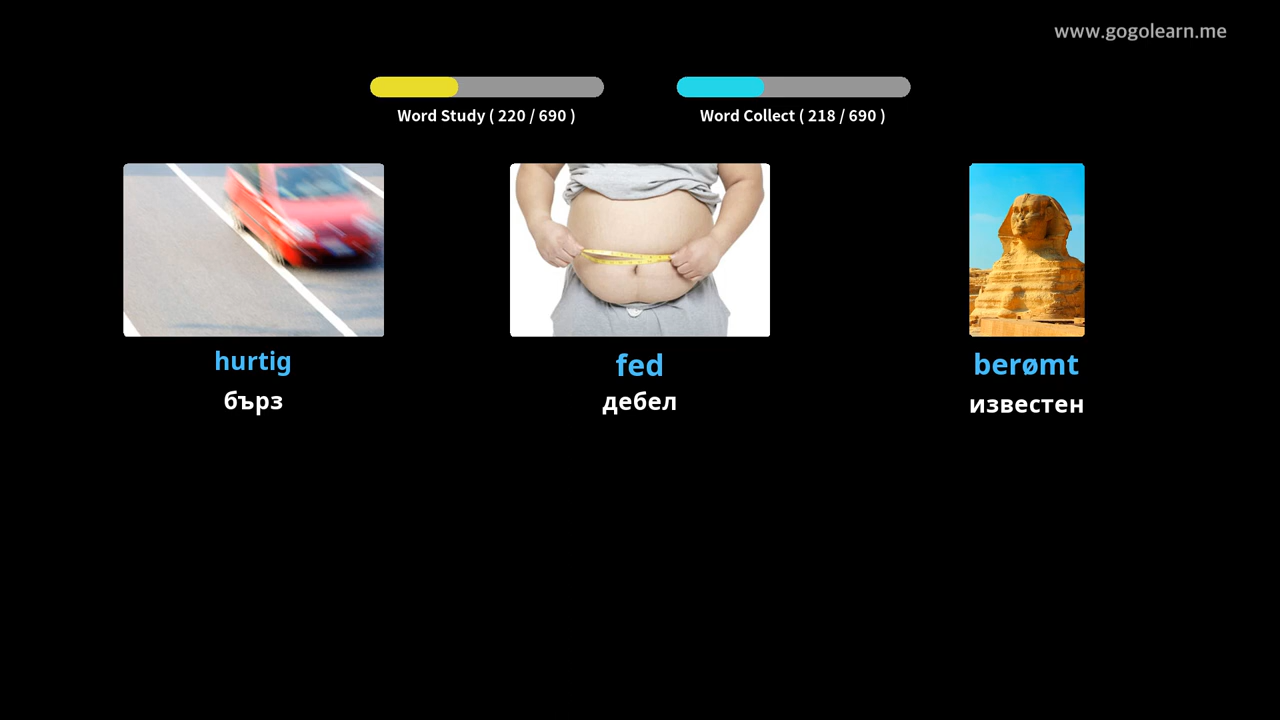 www.gogolearn.me
Word Study ( 220 / 690 )
Word Collect ( 218 / 690 )
hurtig
fed
berømt
бърз
дебел
известен